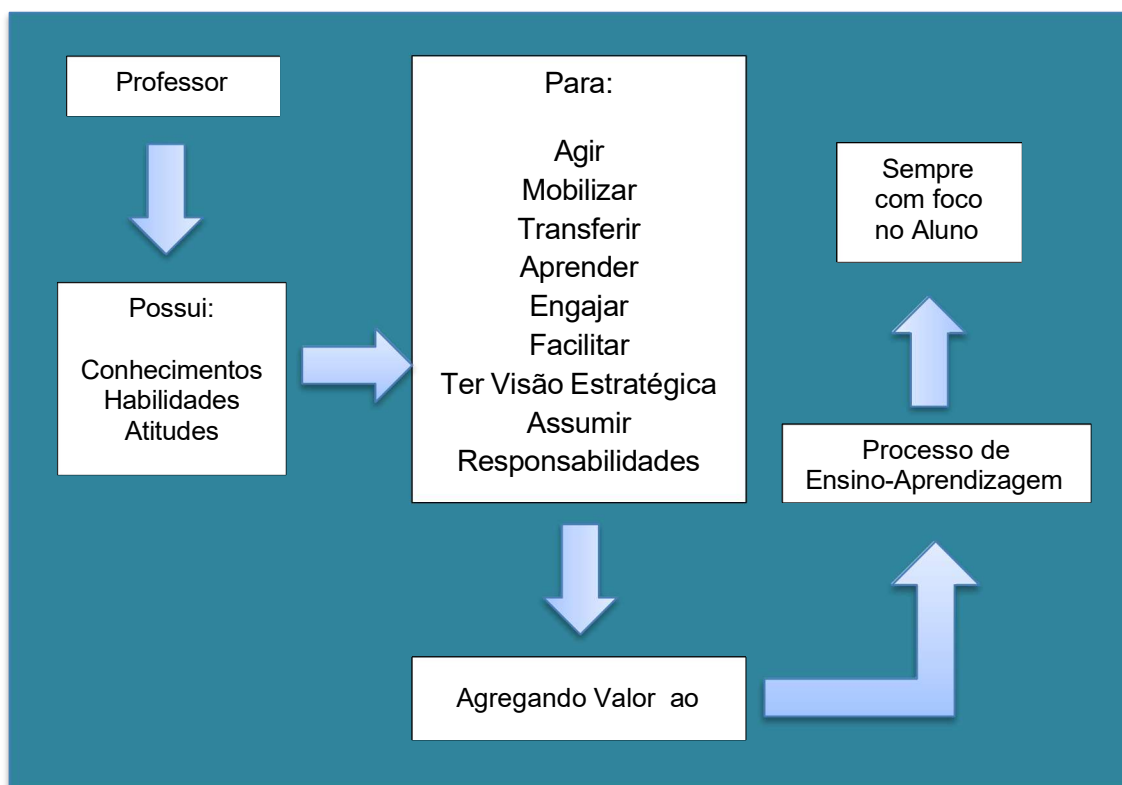 Professor
Possui:
Conhecimentos
Habilidades
Atitudes
Para:
Agir
Mobilizar
Transferir
Aprender
Engajar
Facilitar
Ter Visão Estratégica
Assumir
Responsabilidades
Agregando Valor ao
Processo de
Ensino-Aprendizagem
Sempre
com foco
no Aluno